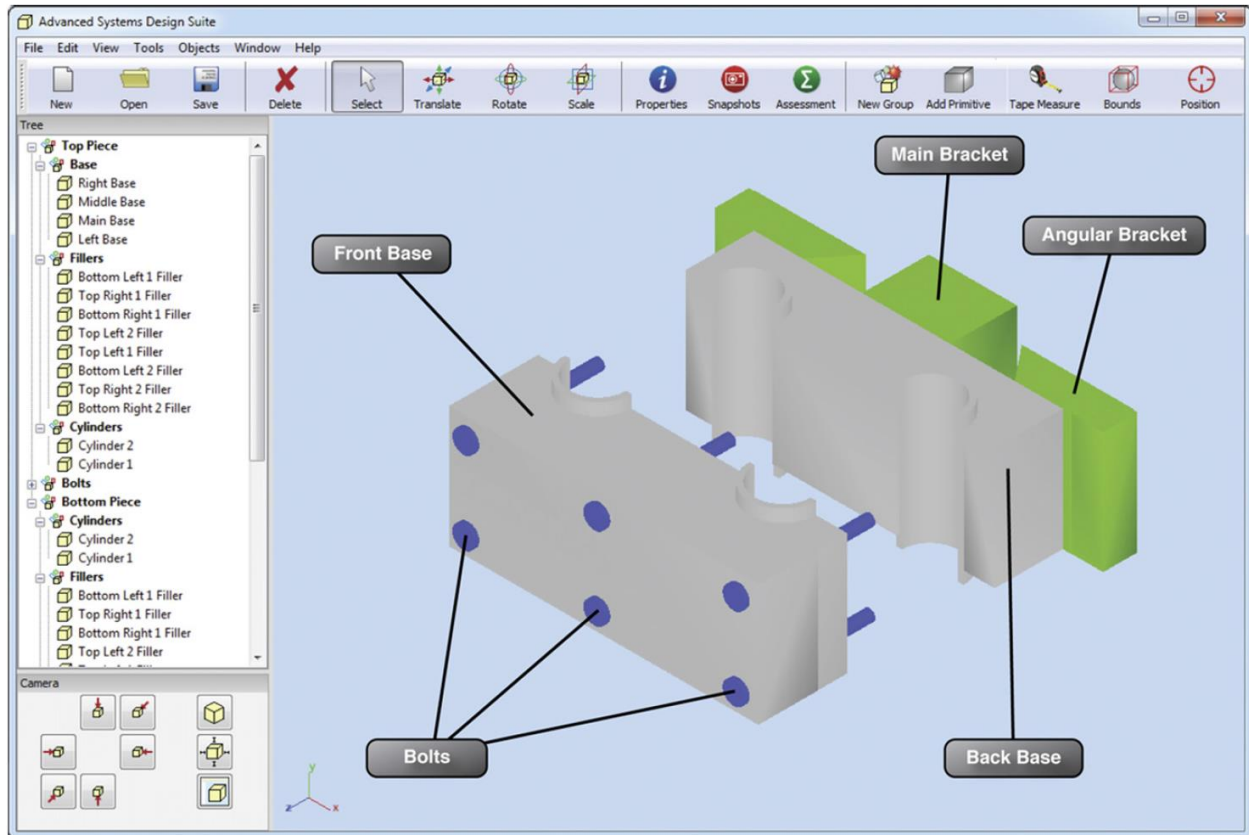 Advanced Systems Design Suite
File Edit View Tools Objects Window Help
New Open Save Delete Select Translate Rotate Scale Properties Snapshots Assessment New Group Add Primitive Tape Measure Bounds Position
Tree
Top Piece
Base
Right Base
Middle Base
Main Base
Left Base
Fillers
Bottom Left 1 Filler
Top Right 1 Filler
Bottom Right 1 Filler
Top Left 2 Filler
Top Left 1 Filler
Bottom Left 2 Filler
Top Right 2 Filler
Bottom Right 2 Filler
Cylinders
Cylinder 2
Cylinder 1
Bolts
Bottom Piece
Cylinders
Cylinder 2
Cylinder 1
Fillers
Bottom Left 1 Filler
Top Right 1 Filler
Bottom Right 1 Filler
Top Left 2 Filler
Camera
Main Bracket
Angular Bracket
Front Base
Bolts
Back Base
y
z
x